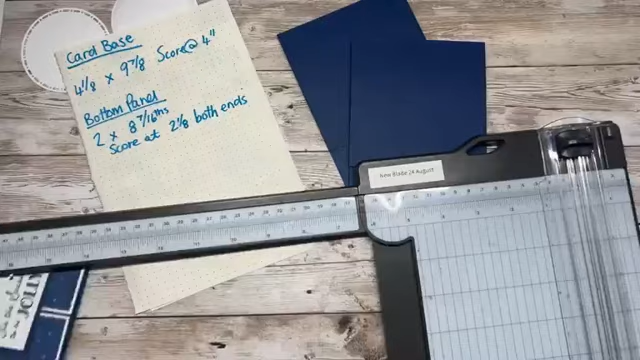 Card Base
4 1/8 x 9 7/8 Score@ 4"
Bottom Panel
2 x 8 7/16ths
Score at 2 1/8 both ends
New Blade 24 August